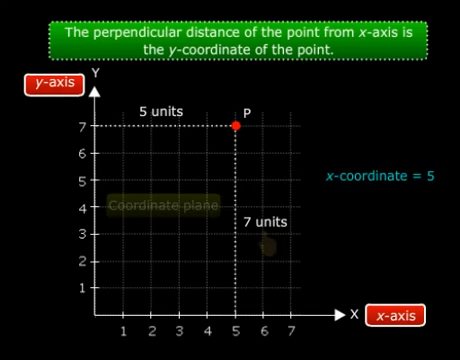 The perpendicular distance of the point from x-axis is
the y-coordinate of the point.
Y
y-axis
5 units
P
7
6
5
4
3
2
1
x-coordinate = 5
Coordinate plane
7 units
X
x-axis
1 2 3 4 5 6 7